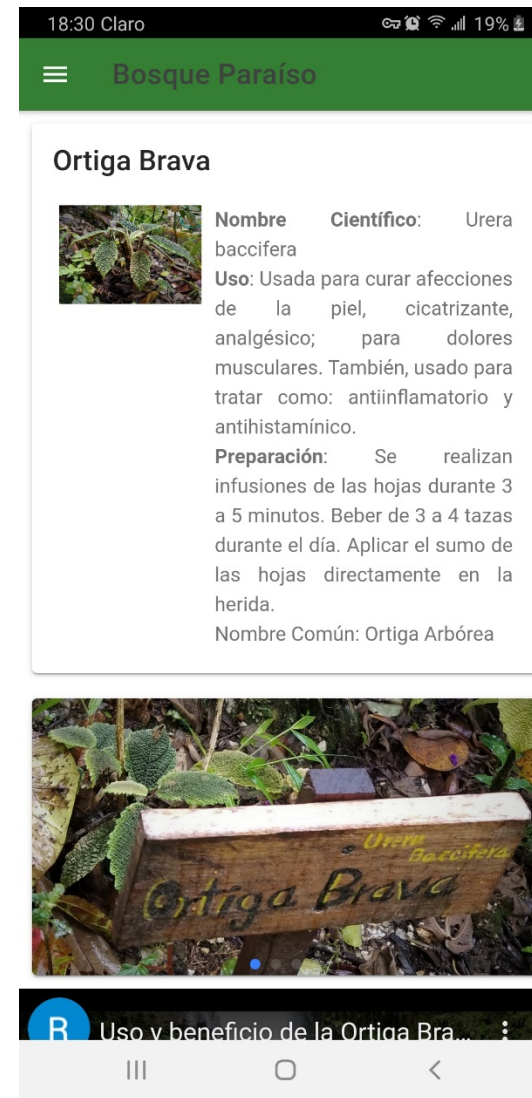 18:30 Claro
19%
Bosque Paraíso
Ortiga Brava
Nombre Científico: Urera
baccifera
Uso: Usada para curar afecciones
de la piel, cicatrizante,
analgésico; para dolores
musculares. También, usado para
tratar como: antiinflamatorio y
antihistamínico.
Preparación: Se realizan
infusiones de las hojas durante 3
a 5 minutos. Beber de 3 a 4 tazas
durante el día. Aplicar el sumo de
las hojas directamente en la
herida.
Nombre Común: Ortiga Arbórea
Urera
Baccifera
Ortiga Brava
R
Uso y beneficio de la Ortiga Bra...